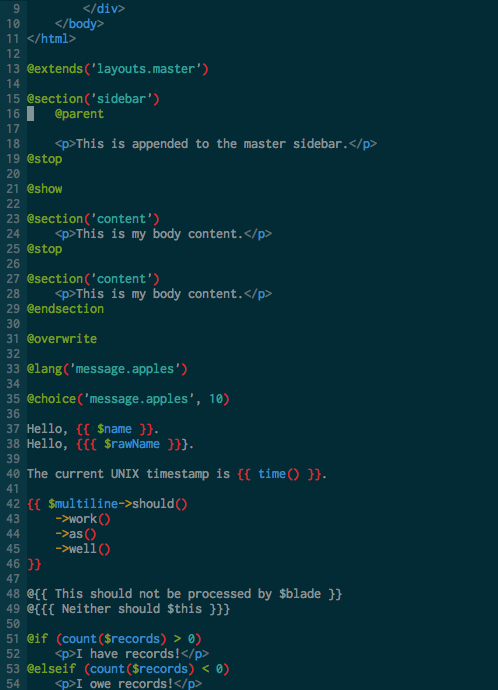 9         </div>
10     </body>
11 </html>
12
13 @extends('layouts.master')
14
15 @section('sidebar')
16     @parent
17
18     <p>This is appended to the master sidebar.</p>
19 @stop
20
21 @show
22
23 @section('content')
24     <p>This is my body content.</p>
25 @stop
26
27 @section('content')
28     <p>This is my body content.</p>
29 @endsection
30
31 @overwrite
32
33 @lang('message.apples')
34
35 @choice('message.apples', 10)
36
37 Hello, {{ $name }}.
38 Hello, {{{ $rawName }}}.
39
40 The current UNIX timestamp is {{ time() }}.
41
42 {{ $multiline->should()
43     ->work()
44     ->as()
45     ->well()
46 }}
47
48 @{{ This should not be processed by $blade }}
49 @{{{ Neither should $this }}}
50
51 @if (count($records) > 0)
52     <p>I have records!</p>
53 @elseif (count($records) < 0)
54     <p>I owe records!</p>